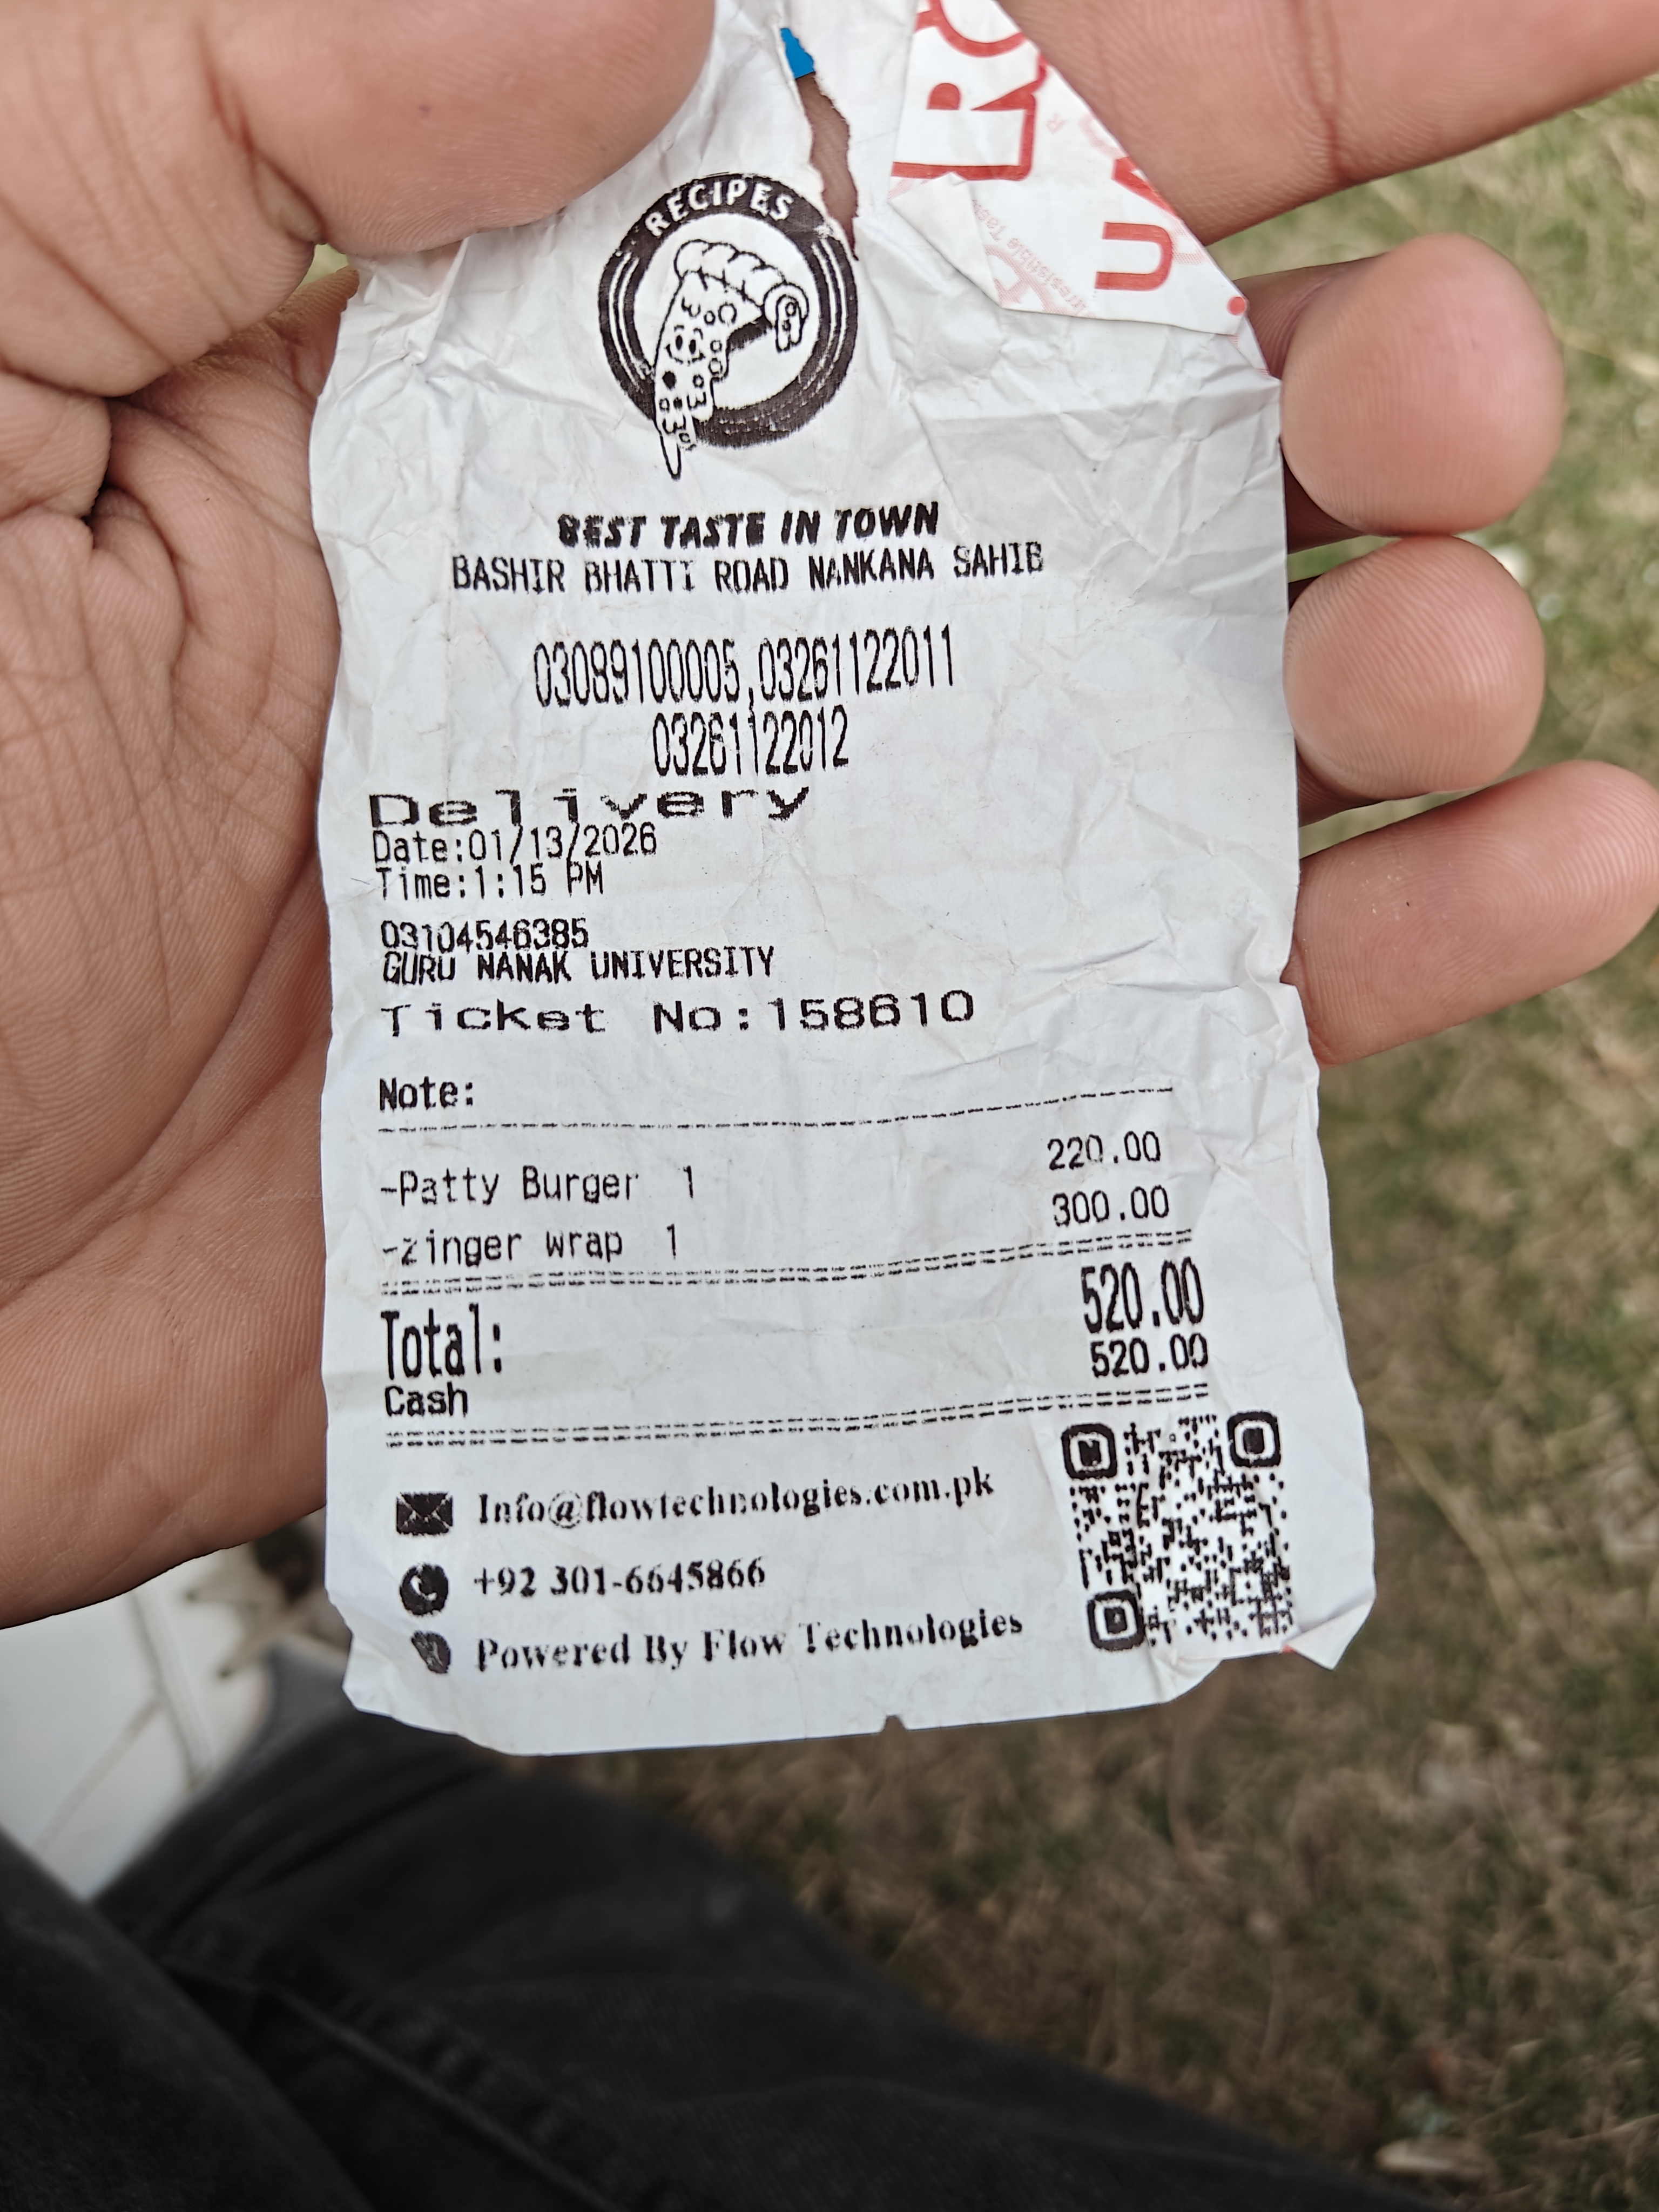 RECIPES
BEST TASTE IN TOWN
BASHIR BHATTI ROAD NANKANA SAHIB
03089100005,03261122011
03261122012
Delivery
Date:01/13/2026
Time:1:15 PM
03104546385
GURU NANAK UNIVERSITY
Ticket No:158610
Note:
-Patty Burger 1 220.00
-zinger wrap 1 300.00
Total: 520.00
Cash 520.00
Info@flowtechnologies.com.pk
+92 301-6645866
Powered By Flow Technologies